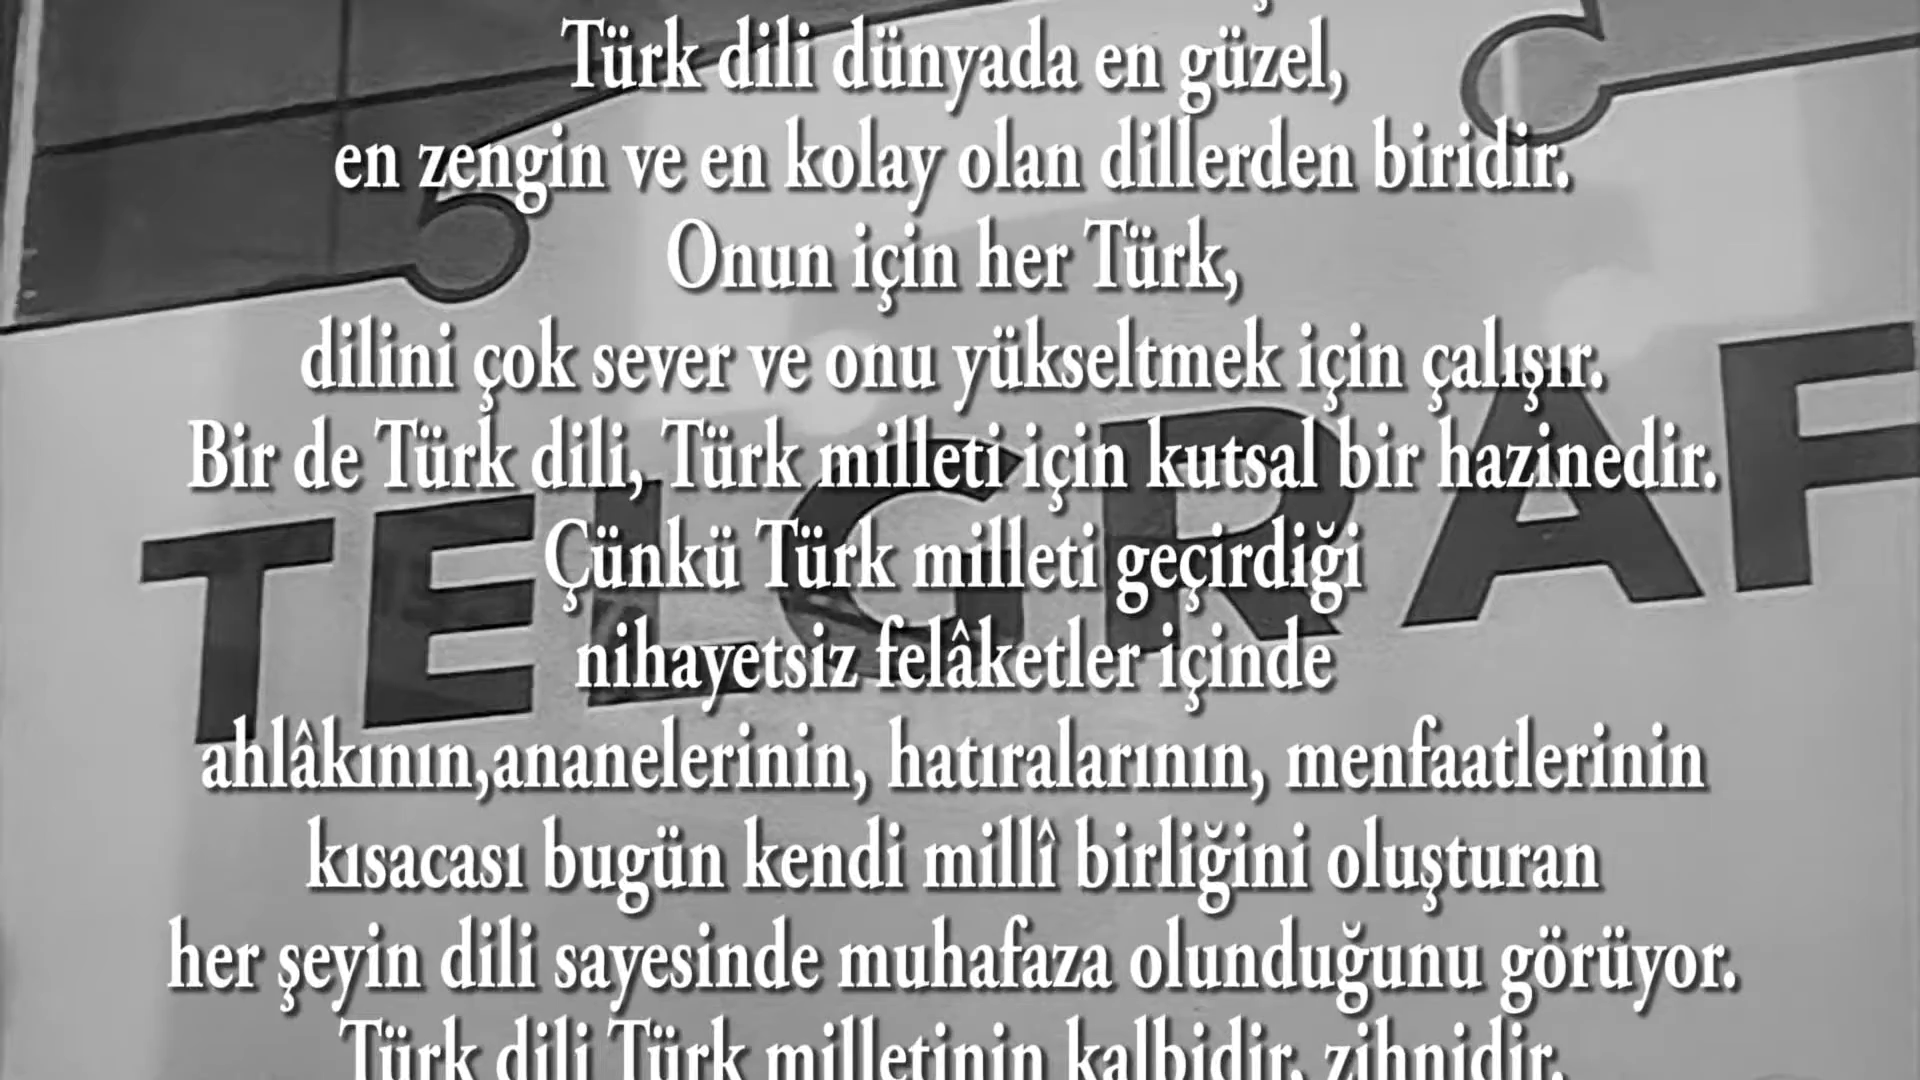 Türk dili dünyada en güzel,
en zengin ve en kolay olan dillerden biridir.
Onun için her Türk,
dilini çok sever ve onu yükseltmek için çalışır.
Bir de Türk dili, Türk milleti için kutsal bir hazinedir.
Çünkü Türk milleti geçirdiği
nihayetsiz felâketler içinde
ahlâkının,ananelerinin, hatıralarının, menfaatlerinin
kısacası bugün kendi millî birliğini oluşturan
her şeyin dili sayesinde muhafaza olunduğunu görüyor.
Türk dili Türk milletinin kalbidir, zihnidir.
TELGRAF